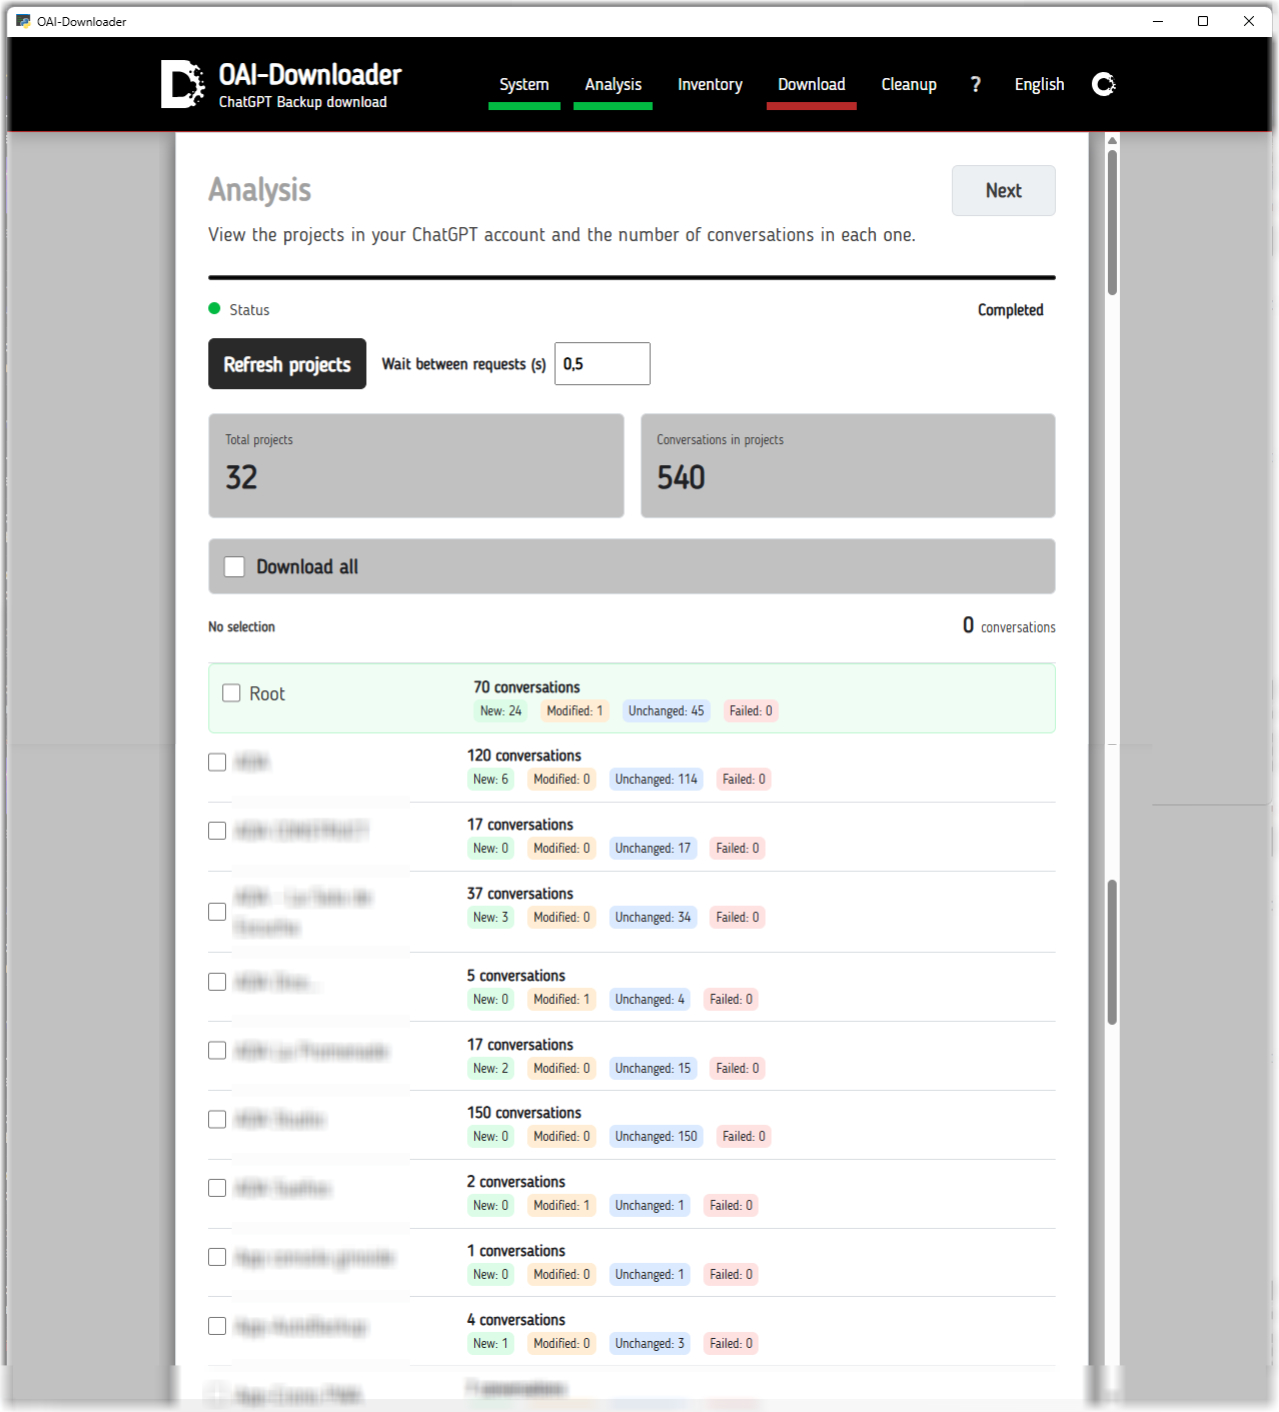 OAI-Downloader
OAI-Downloader
ChatGPT Backup download
System
Analysis
Inventory
Download
Cleanup
?
English
Analysis
Next
View the projects in your ChatGPT account and the number of conversations in each one.
Status
Completed
Refresh projects
Wait between requests (s)
0,5
Total projects
32
Conversations in projects
540
Download all
No selection
0 conversations
Root
70 conversations
New: 24 Modified: 1 Unchanged: 45 Failed: 0
120 conversations
New: 6 Modified: 0 Unchanged: 114 Failed: 0
17 conversations
New: 0 Modified: 0 Unchanged: 17 Failed: 0
37 conversations
New: 3 Modified: 0 Unchanged: 34 Failed: 0
5 conversations
New: 0 Modified: 1 Unchanged: 4 Failed: 0
17 conversations
New: 2 Modified: 0 Unchanged: 15 Failed: 0
150 conversations
New: 0 Modified: 0 Unchanged: 150 Failed: 0
2 conversations
New: 0 Modified: 1 Unchanged: 1 Failed: 0
1 conversations
New: 0 Modified: 0 Unchanged: 1 Failed: 0
4 conversations
New: 1 Modified: 0 Unchanged: 3 Failed: 0